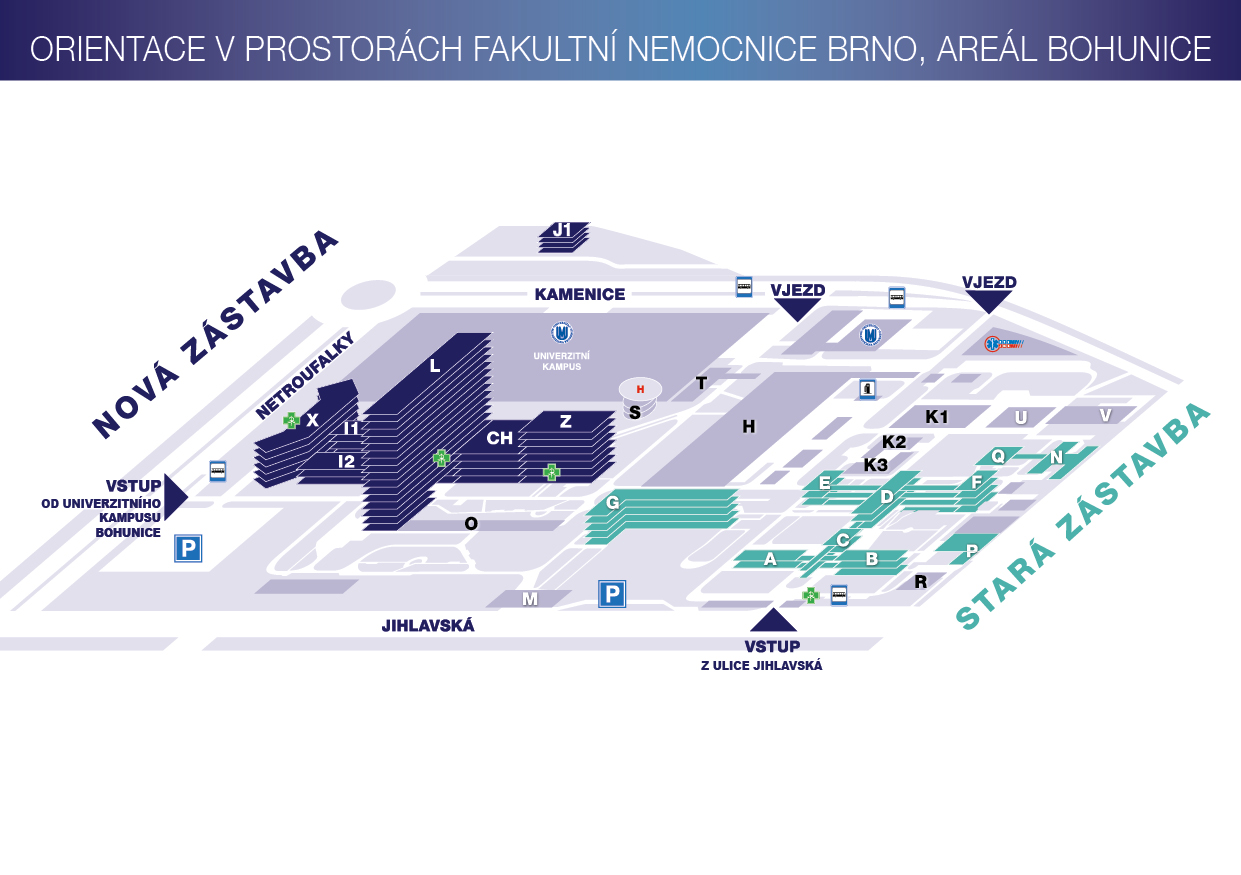 ORIENTACE V PROSTORÁCH FAKULTNÍ NEMOCNICE BRNO, AREÁL BOHUNICE
J1
NOVÁ ZÁSTAVBA
KAMENICE
VJEZD
VJEZD
NETROUFALKY
UNIVERZITNÍ
KAMPUS
L
H
T
S
X
I1
I2
CH
Z
H
K1
U
V
K2
K3
Q
N
E
D
F
G
O
C
A
B
P
R
M
STARÁ ZÁSTAVBA
VSTUP
OD UNIVERZITNÍHO
KAMPUSU
BOHUNICE
P
P
JIHLAVSKÁ
VSTUP
Z ULICE JIHLAVSKÁ